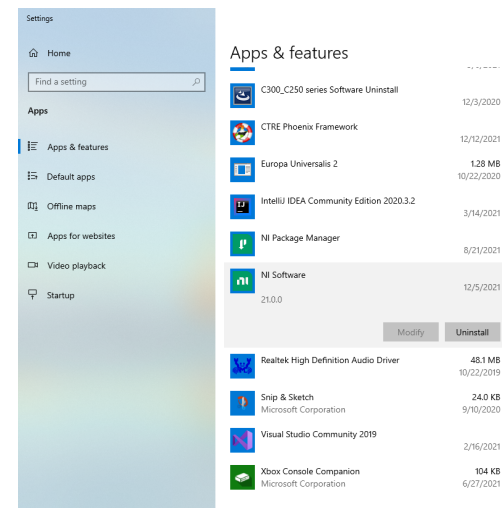 Settings
Home
Find a setting
Apps
Apps & features
Default apps
Offline maps
Apps for websites
Video playback
Startup
Apps & features
C300_C250 series Software Uninstall
12/3/2020
CTRE Phoenix Framework
12/12/2021
Europa Universalis 2
1.28 MB
10/22/2020
IntelliJ IDEA Community Edition 2020.3.2
3/14/2021
NI Package Manager
8/21/2021
NI Software
12/5/2021
21.0.0
Modify
Uninstall
Realtek High Definition Audio Driver
48.1 MB
10/22/2019
Snip & Sketch
24.0 KB
Microsoft Corporation
9/10/2020
Visual Studio Community 2019
2/16/2021
Xbox Console Companion
104 KB
Microsoft Corporation
6/27/2021